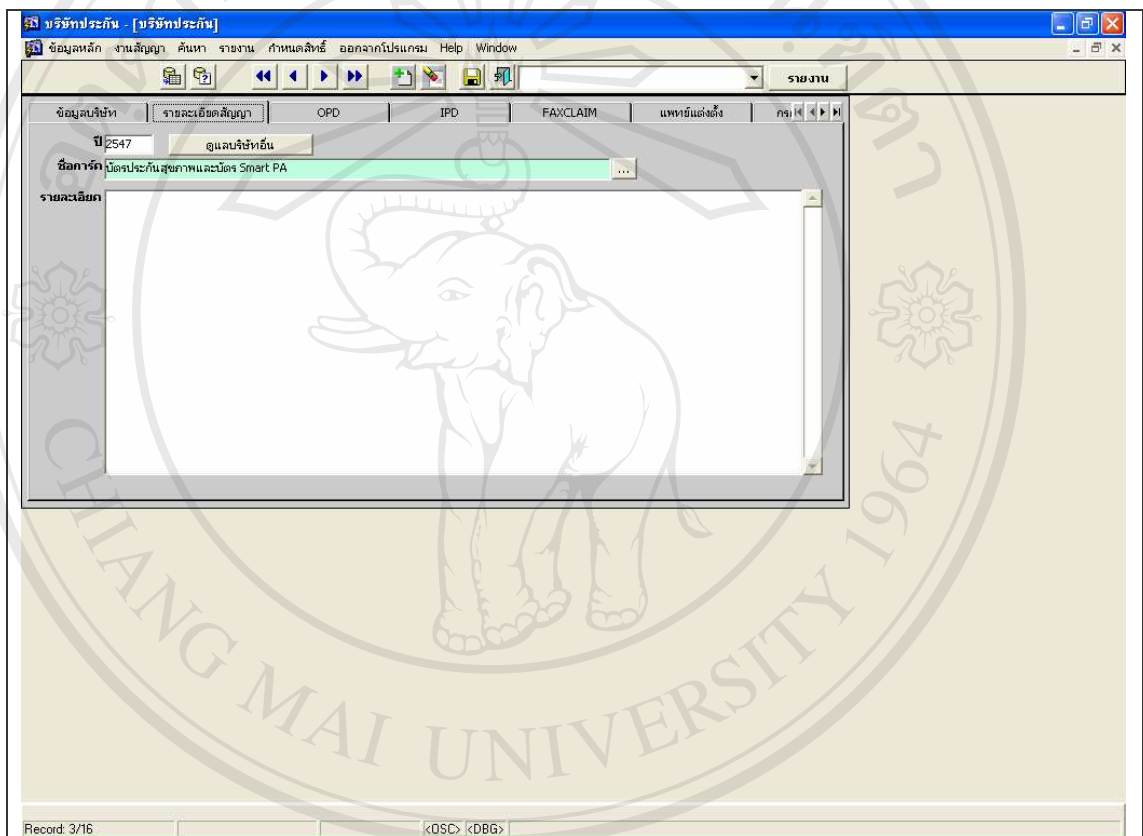 บริษัทประกัน - [บริษัทประกัน]
ข้อมูลหลัก งานสัญญา ค้นหา รายงาน กำหนดสิทธิ์ ออกจากโปรแกรม Help Window
รายงาน
ข้อมูลบริษัท รายละเอียดสัญญา OPD IPD FAXCLAIM แพทย์แต่งตั้ง
ปี 2547 ดูแลบริษัทอื่น
ชื่อการ์ด บัตรประกันสุขภาพและบัตร Smart PA ...
รายละเอียด
CHIANG MAI UNIVERSITY 1964
Record: 3/16 <OSC> <DBG>